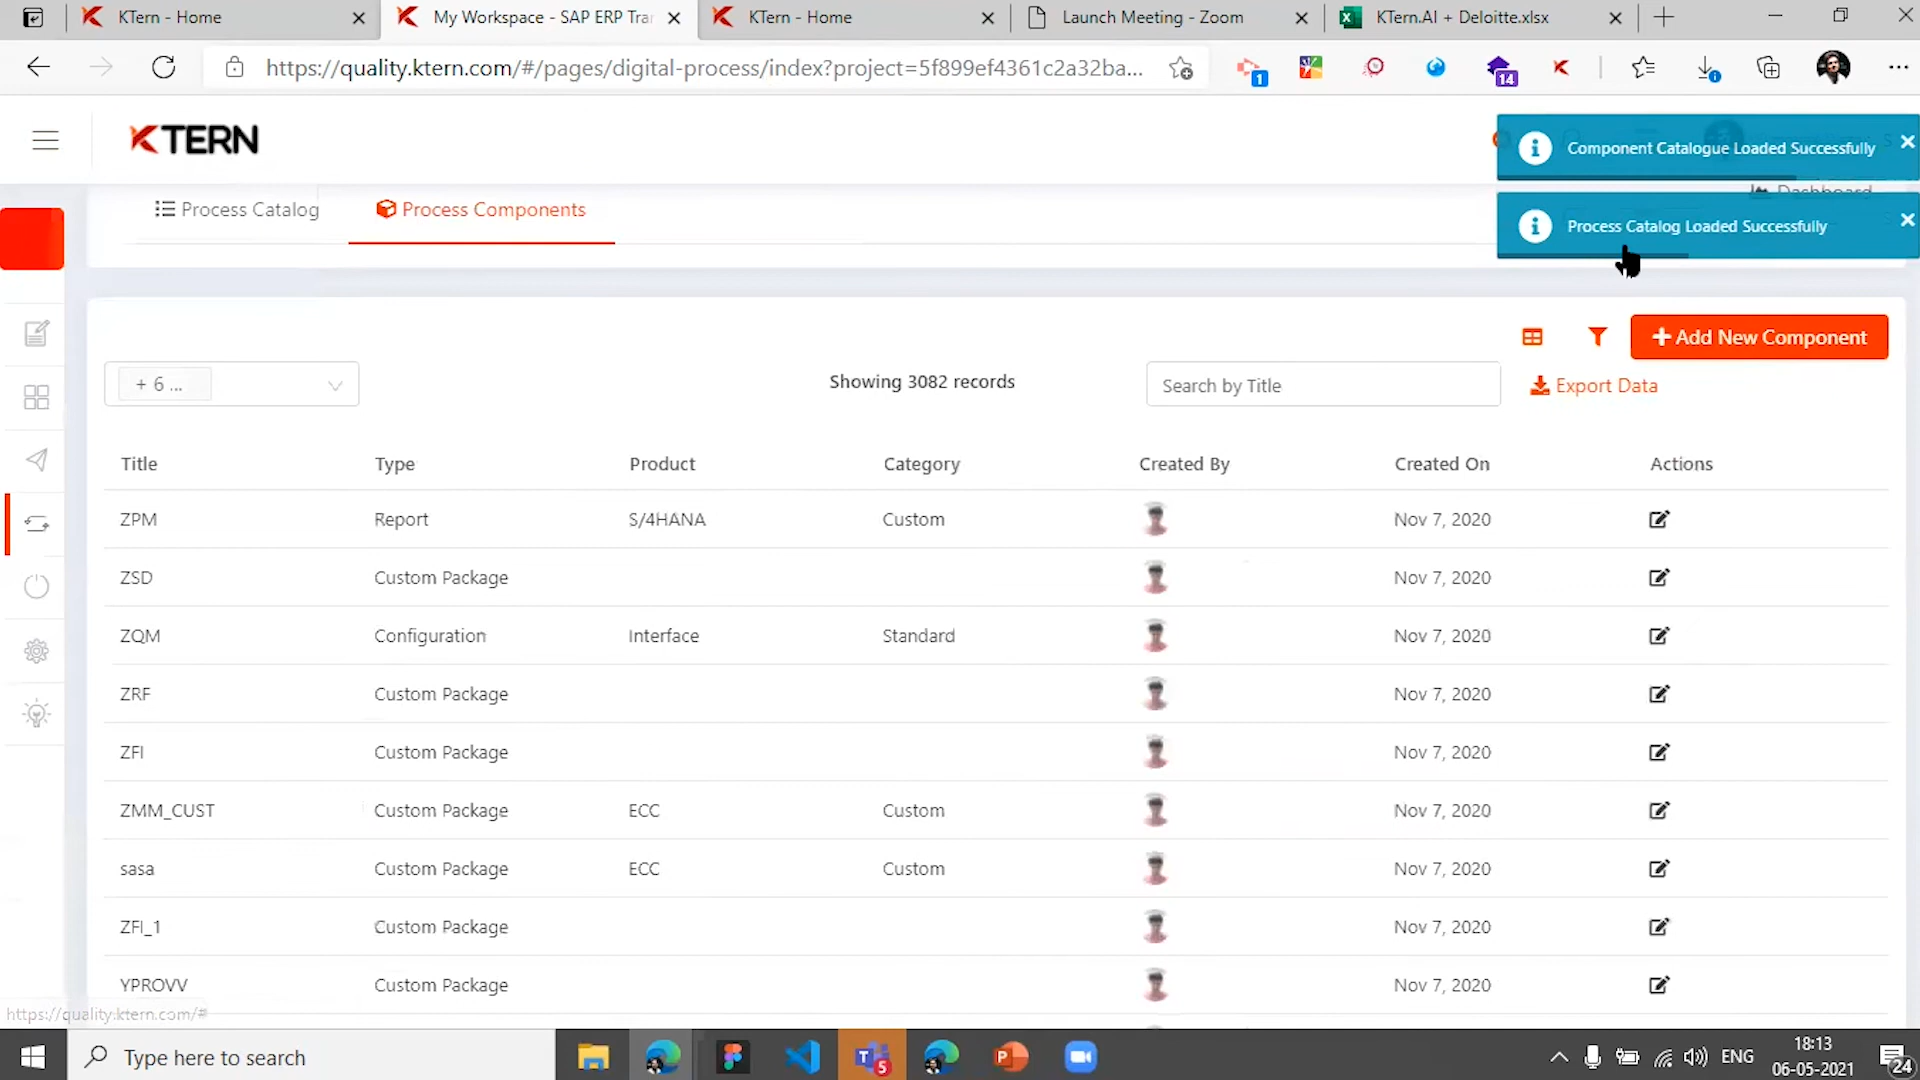 KTern - Home
My Workspace - SAP ERP Tra
KTern - Home
Launch Meeting - Zoom
KTern.AI + Deloitte.xlsx
https://quality.ktern.com/#/pages/digital-process/index?project=5f899ef4361c2a32ba...
1
14
KTERN
Component Catalogue Loaded Successfully
Dashboard
Process Catalog Loaded Successfully
Process Catalog
Process Components
Add New Component
+ 6 ...
Showing 3082 records
Search by Title
Export Data
Title Type Product Category Created By Created On Actions
ZPM Report S/4HANA Custom Nov 7, 2020
ZSD Custom Package Nov 7, 2020
ZQM Configuration Interface Standard Nov 7, 2020
ZRF Custom Package Nov 7, 2020
ZFI Custom Package Nov 7, 2020
ZMM_CUST Custom Package ECC Custom Nov 7, 2020
sasa Custom Package ECC Custom Nov 7, 2020
ZFI_1 Custom Package Nov 7, 2020
YPROVV Custom Package Nov 7, 2020
https://quality.ktern.com/#
Type here to search
5
ENG
18:13
06-05-2021
24